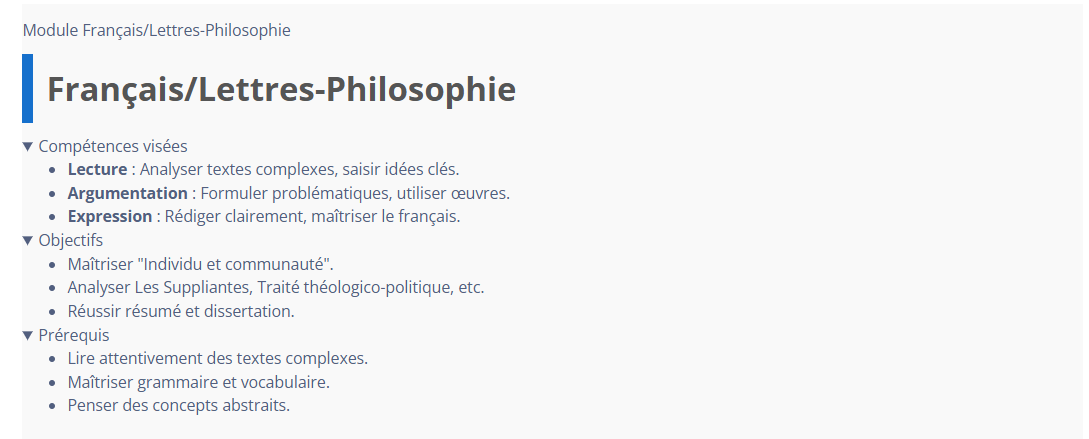 Module Français/Lettres-Philosophie
Français/Lettres-Philosophie
▼ Compétences visées
• Lecture : Analyser textes complexes, saisir idées clés.
• Argumentation : Formuler problématiques, utiliser œuvres.
• Expression : Rédiger clairement, maîtriser le français.
▼ Objectifs
• Maîtriser "Individu et communauté".
• Analyser Les Suppliantes, Traité théologico-politique, etc.
• Réussir résumé et dissertation.
▼ Prérequis
• Lire attentivement des textes complexes.
• Maîtriser grammaire et vocabulaire.
• Penser des concepts abstraits.